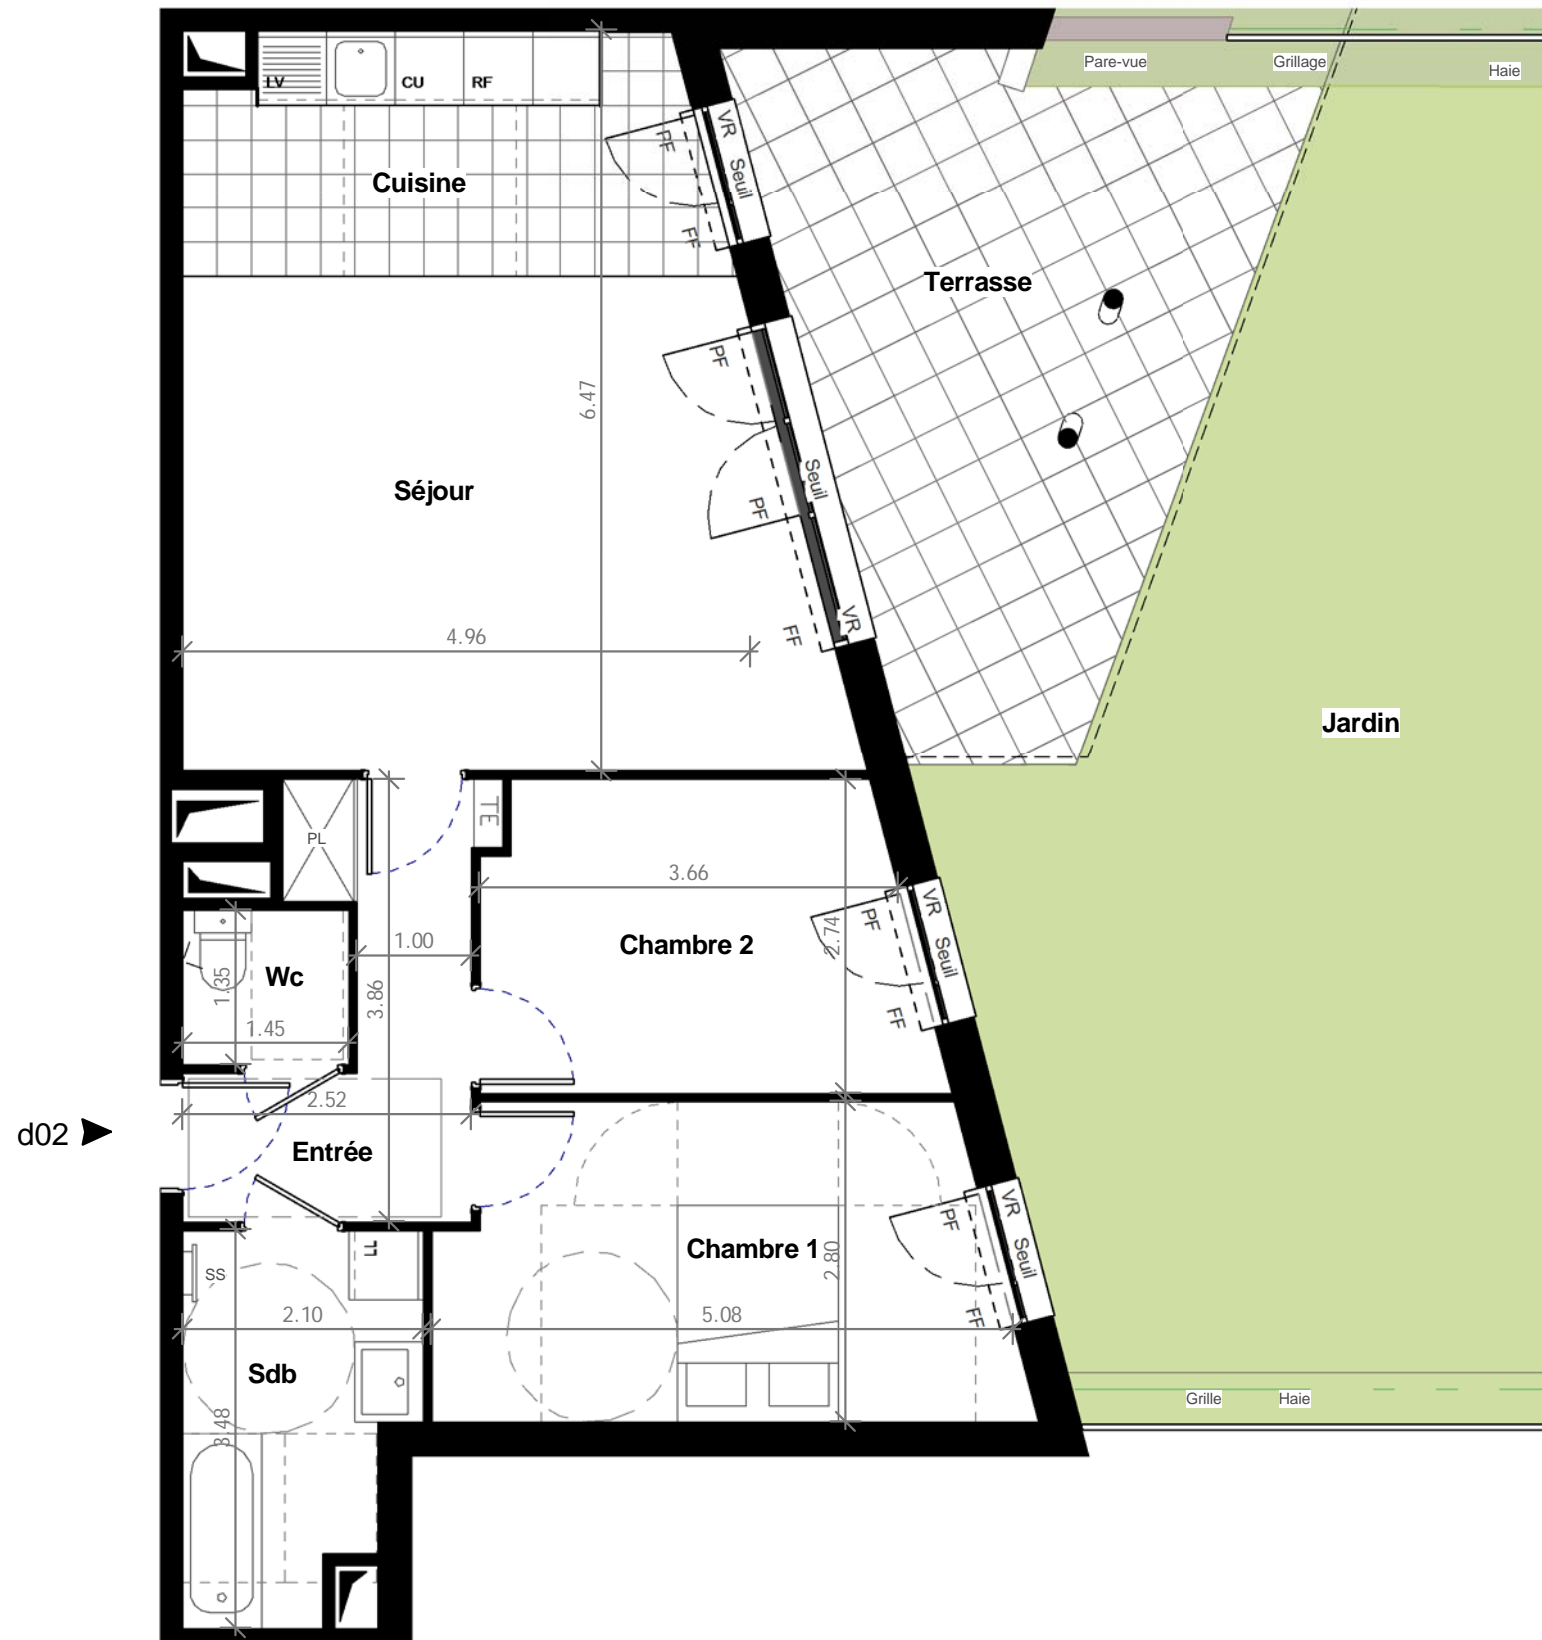 Pare-vue
Grillage
Haie
LV
CU
RF
VR
PF
Seuil
Cuisine
FF
Terrasse
PF
6.47
Séjour
Seuil
PF
VR
FF
4.96
Jardin
TE
PL
3.66
VR
PF
2.74
Chambre 2
1.00
Seuil
Wc
1.35
3.86
FF
1.45
2.52
d02
Entrée
VR
PF
LL
Chambre 1
2.80
Seuil
SS
FF
2.10
5.08
Sdb
Grille
Haie
3.48